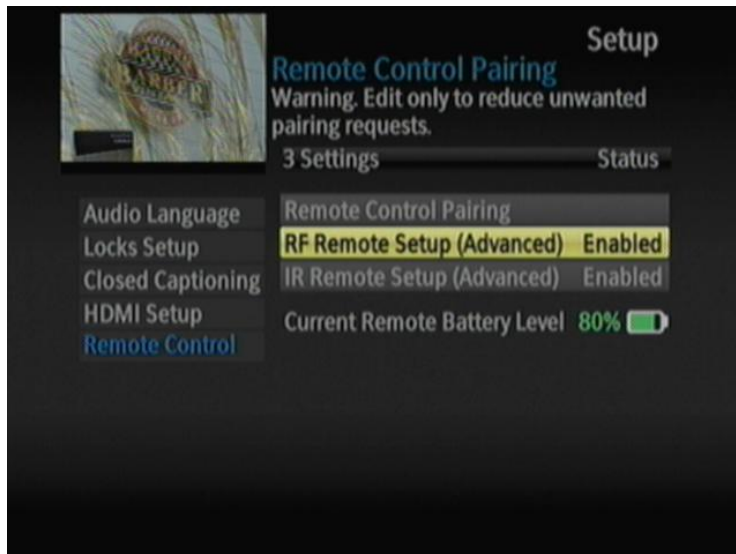 Setup
BARBER
Remote Control Pairing
Warning. Edit only to reduce unwanted
pairing requests.
3 Settings Status
Audio Language
Locks Setup
Closed Captioning
HDMI Setup
Remote Control
Remote Control Pairing
RF Remote Setup (Advanced) Enabled
IR Remote Setup (Advanced) Enabled
Current Remote Battery Level 80%